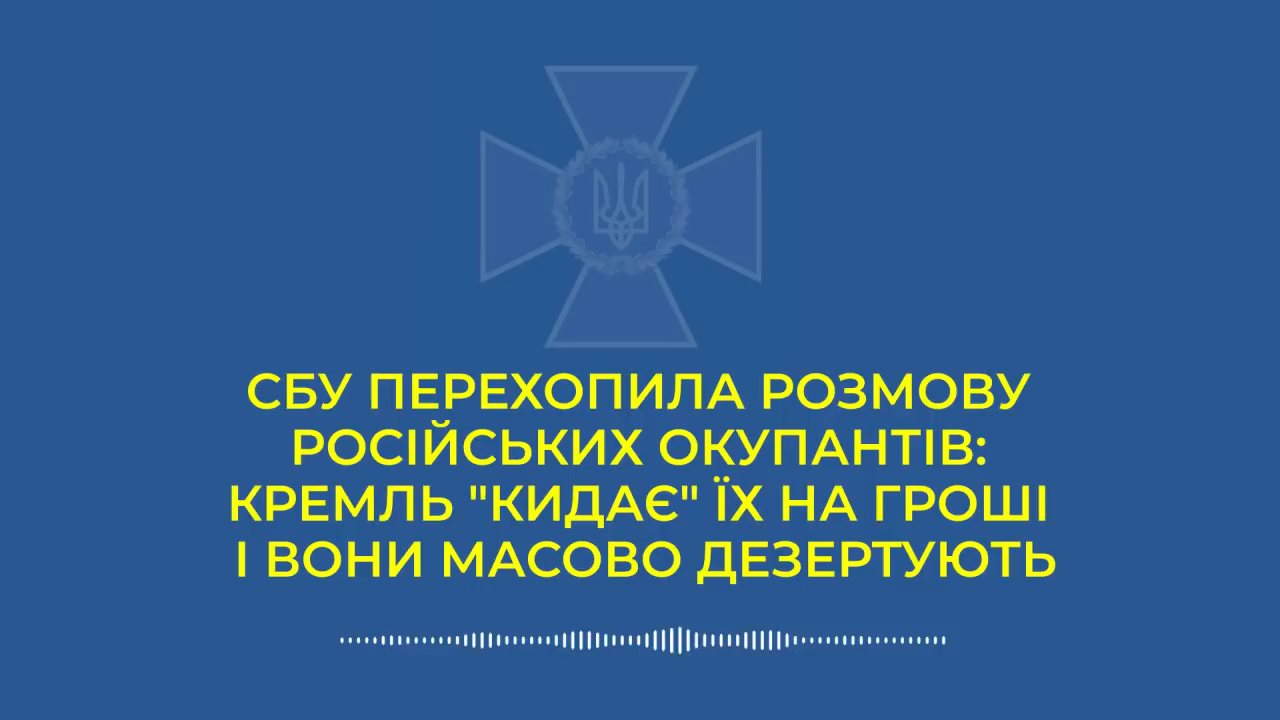 СБУ ПЕРЕХОПИЛА РОЗМОВУ
РОСІЙСЬКИХ ОКУПАНТІВ:
КРЕМЛЬ "КИДАЄ" ЇХ НА ГРОШІ
І ВОНИ МАСОВО ДЕЗЕРТУЮТЬ